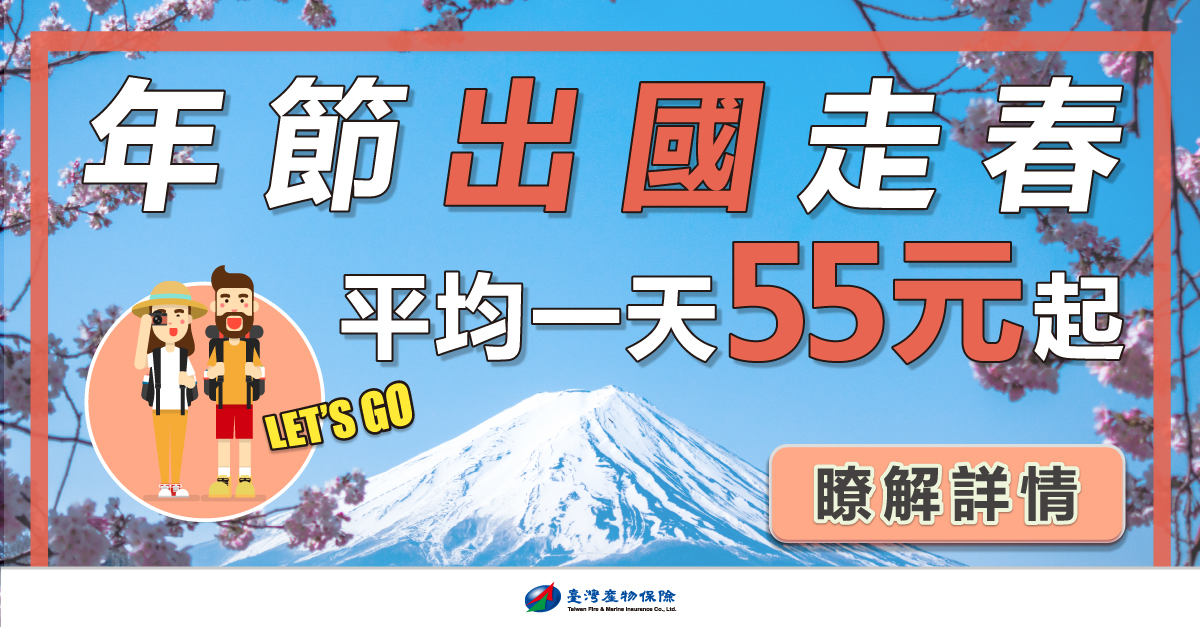 年節出國走春
平均一天55元起
LET'S GO
瞭解詳情
臺灣產物保險
Taiwan Fire & Marine Insurance Co., Ltd.